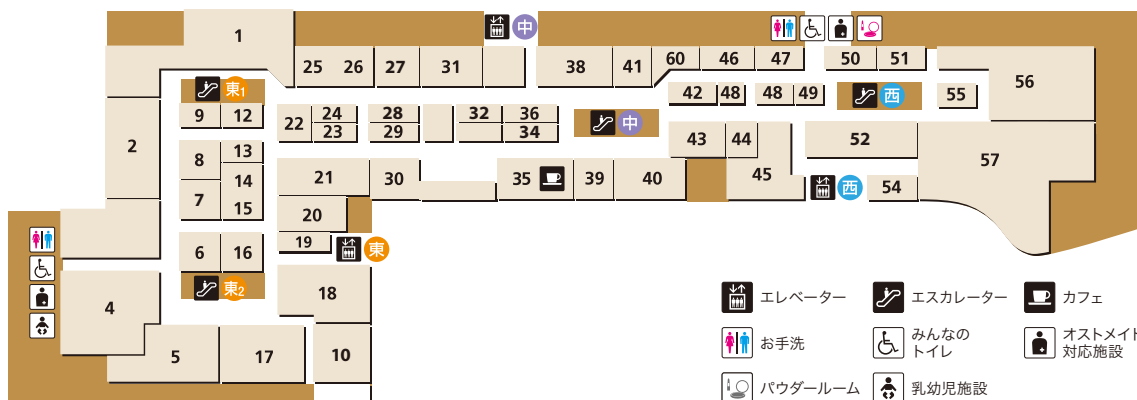 中
1
25 26 27 31 38 41 60 46 47 50 51
56
東1
42 48 48 49 西 55
9 12 22 24 28 32 36
23 29 34 中
2
8 13 43 44 52
57
14 21 30 35 39 40 45
7 15 西 54
20
6 16 19 東
東2
18
4
エレベーター エスカレーター カフェ
5 17 10 お手洗 みんなの
トイレ オストメイト
対応施設
パウダールーム 乳幼児施設